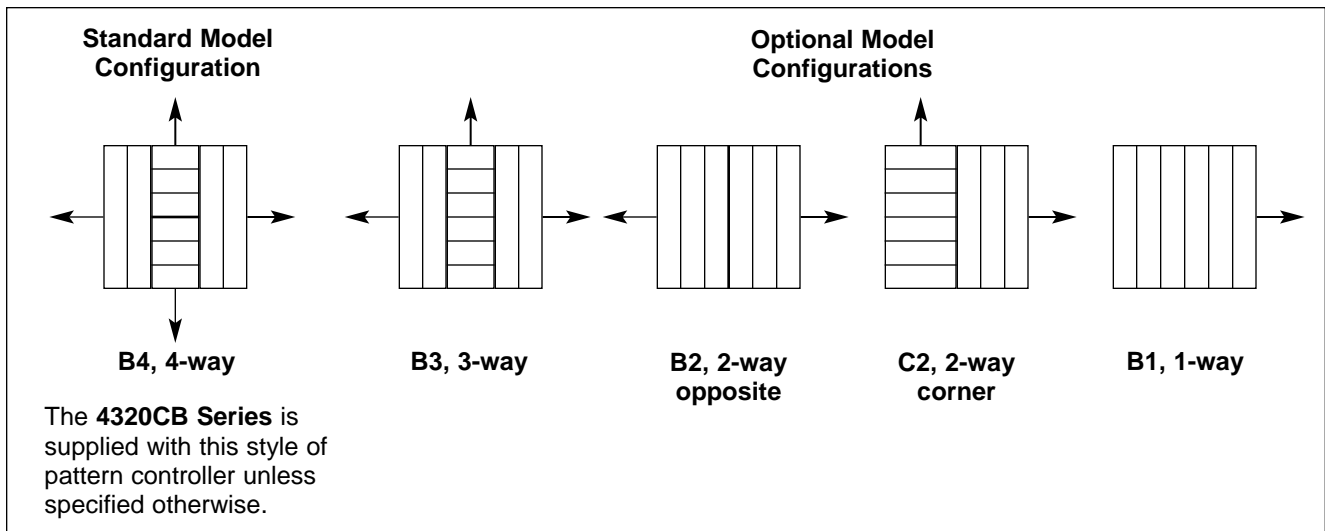 Standard Model
Configuration
Optional Model
Configurations
B4, 4-way
B3, 3-way
B2, 2-way
opposite
C2, 2-way
corner
B1, 1-way
The 4320CB Series is
supplied with this style of
pattern controller unless
specified otherwise.